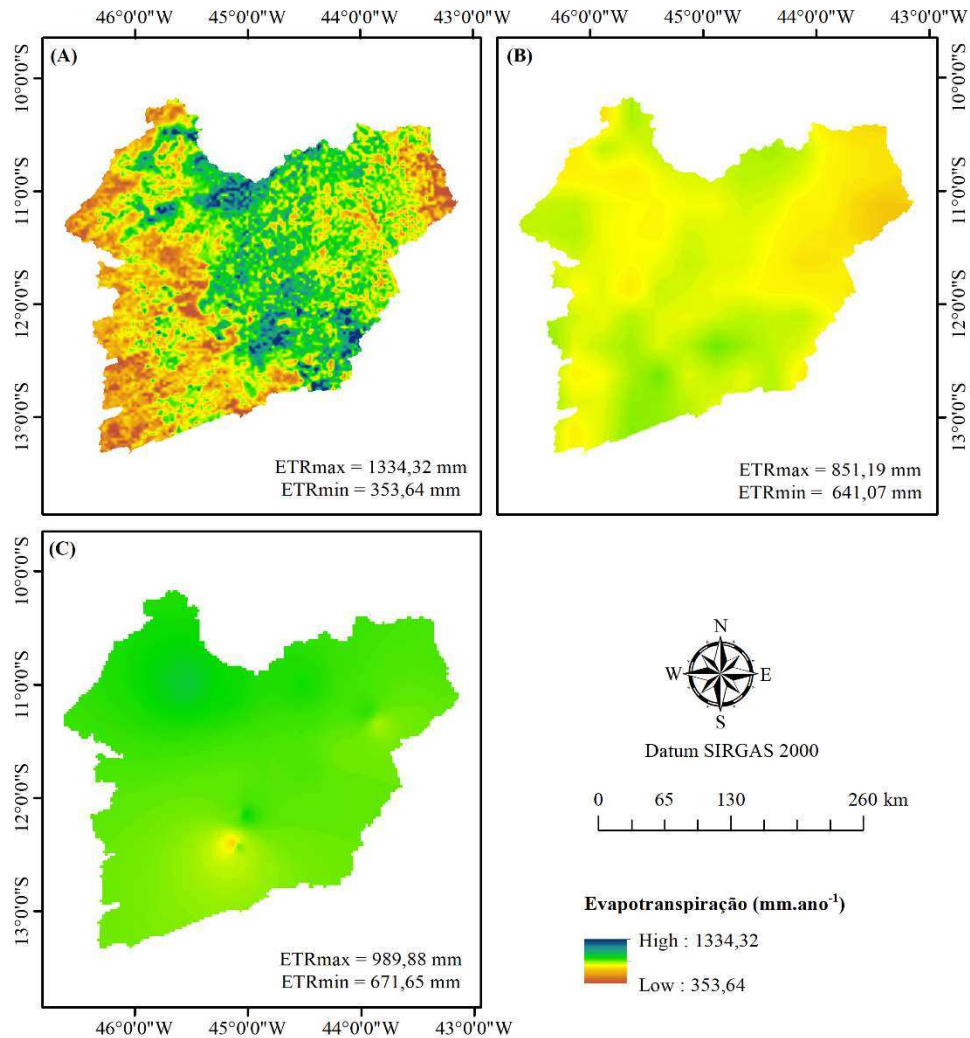 46°0'0"W 45°0'0"W 44°0'0"W 43°0'0"W 46°0'0"W 45°0'0"W 44°0'0"W 43°0'0"W
(A)
10°0'0"S
11°0'0"S
12°0'0"S
13°0'0"S
ETRmax = 1334,32 mm
ETRmin = 353,64 mm
(B)
10°0'0"S
11°0'0"S
12°0'0"S
13°0'0"S
ETRmax = 851,19 mm
ETRmin = 641,07 mm
(C)
10°0'0"S
11°0'0"S
12°0'0"S
13°0'0"S
ETRmax = 989,88 mm
ETRmin = 671,65 mm
46°0'0"W 45°0'0"W 44°0'0"W 43°0'0"W
N
W E
S
Datum SIRGAS 2000
0 65 130 260 km
Evapotranspiração (mm.ano⁻¹)
High : 1334,32
Low : 353,64